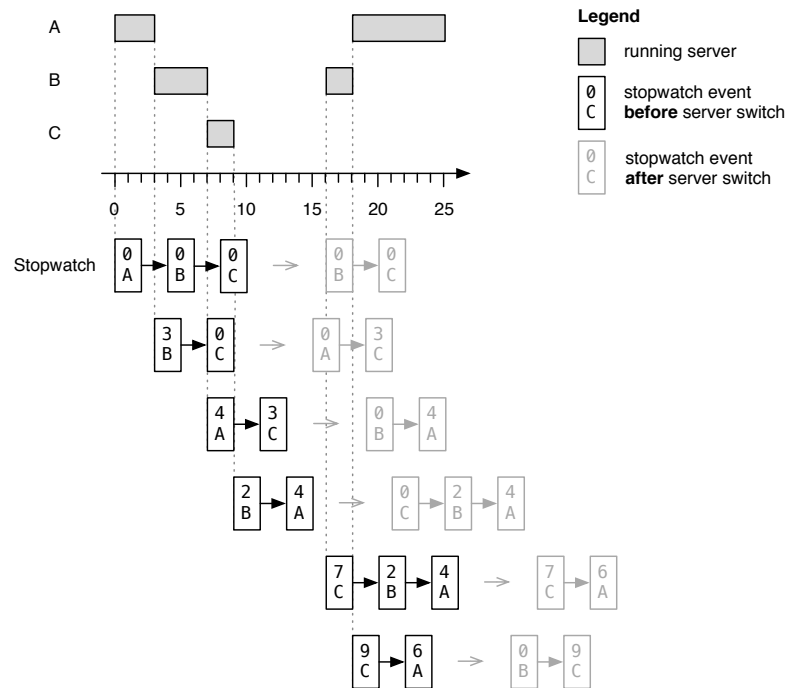 A
B
C
0 5 10 15 20 25
Legend
running server
0
C
stopwatch event
before server switch
0
C
stopwatch event
after server switch
Stopwatch
0 0 0 0 0
A B C B C
3 0 0 3
B C A C
4 3 0 4
A C B A
2 4 0 2 4
B A C B A
7 2 4 7 6
C B A C A
9 6 0 9
C A B C